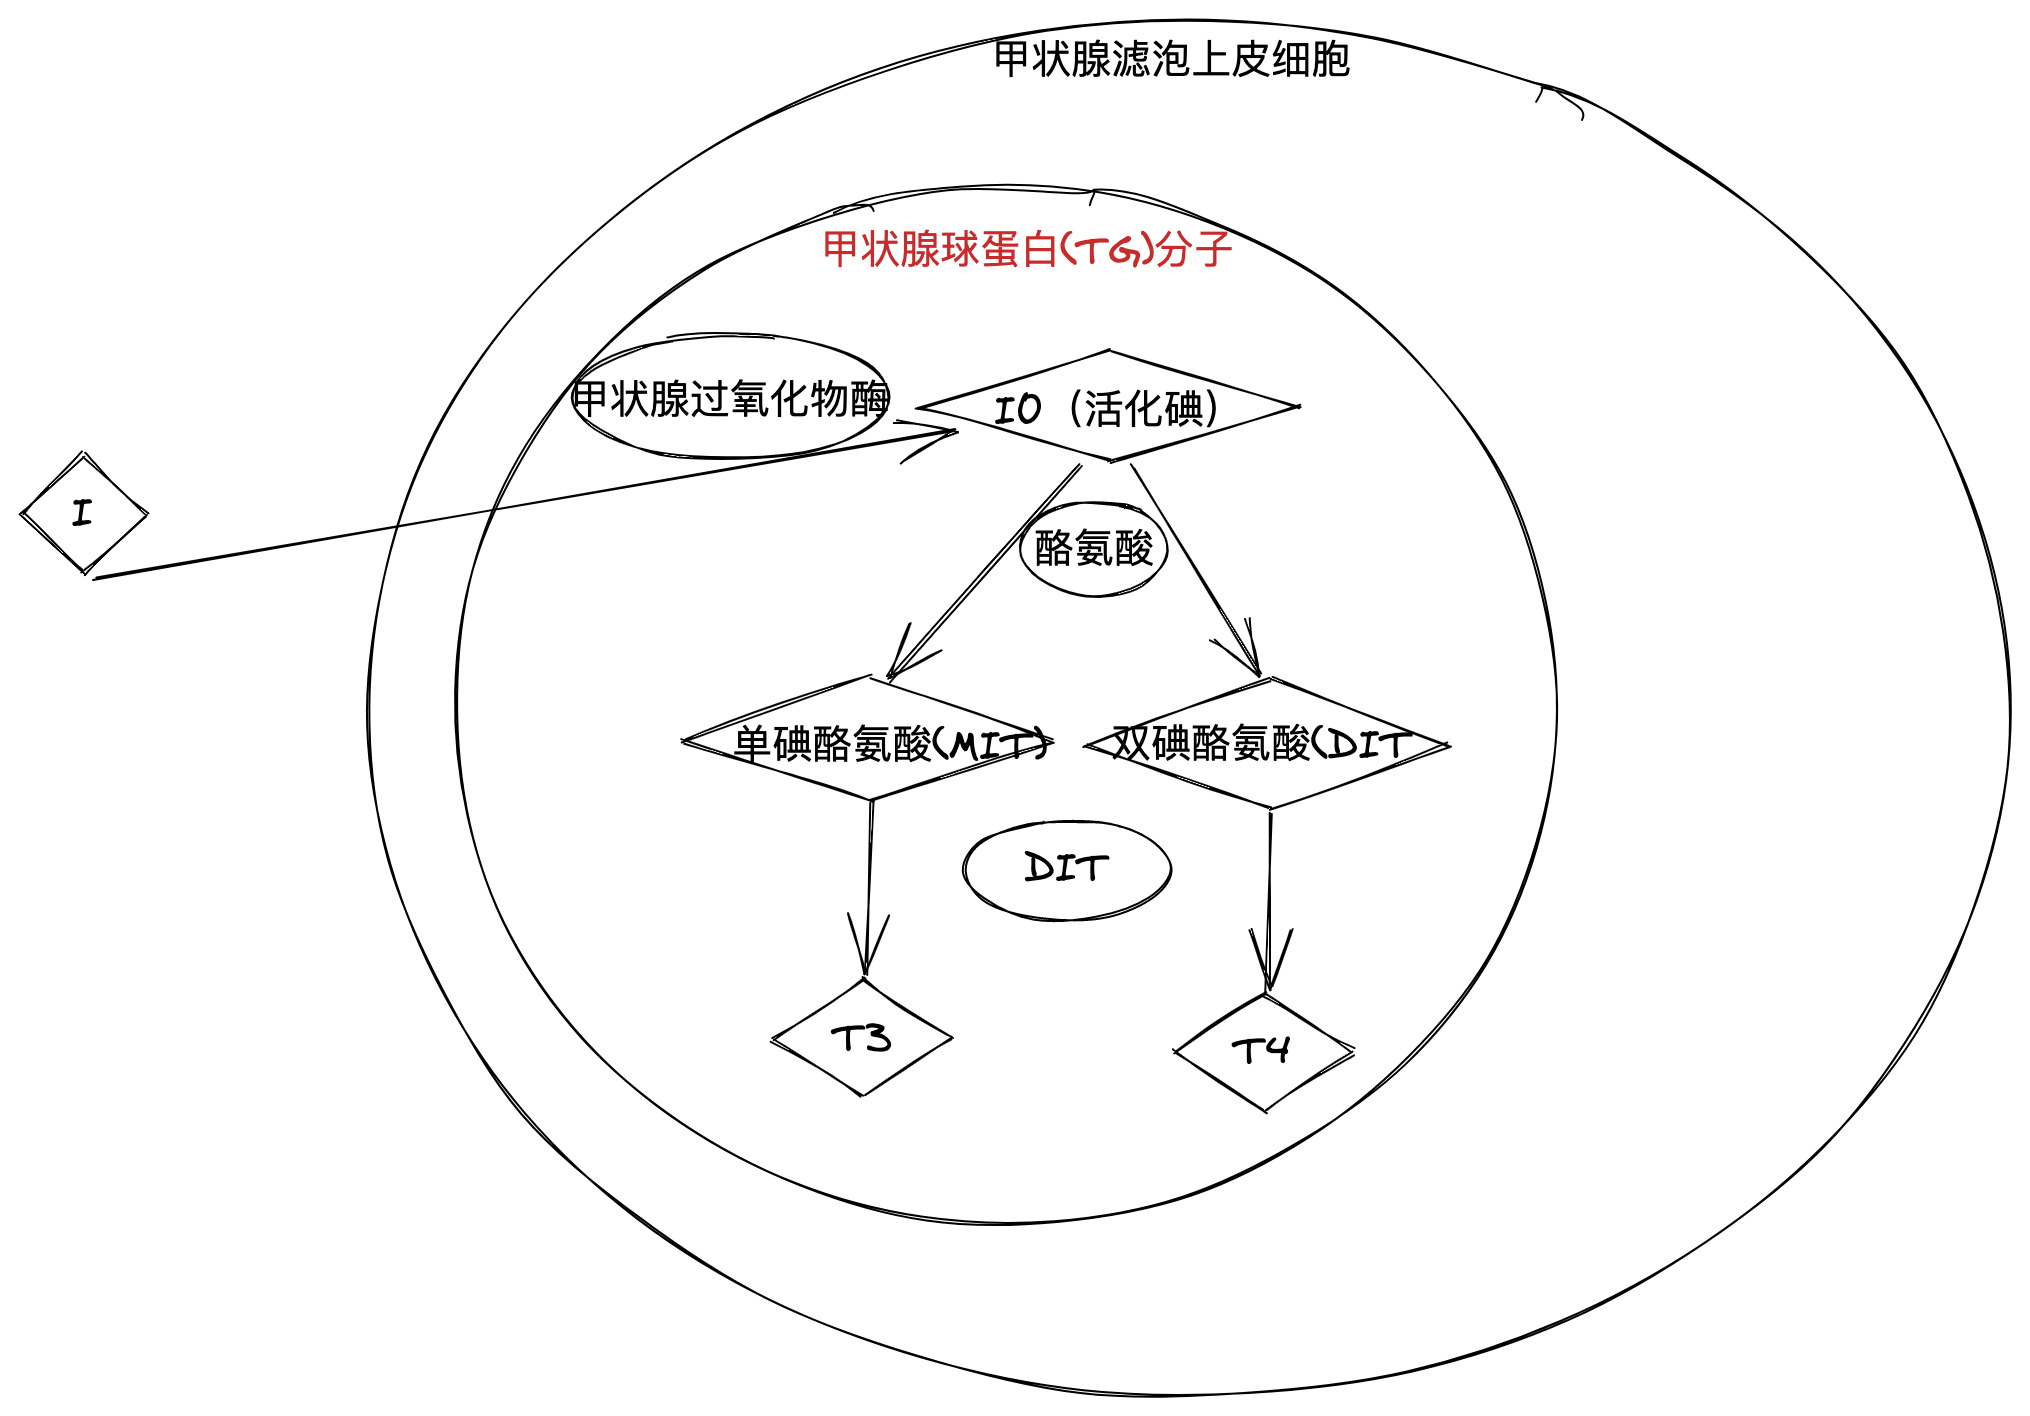 甲状腺滤泡上皮细胞
甲状腺球蛋白(TG)分子
甲状腺过氧化物酶
IO（活化碘）
I
酪氨酸
单碘酪氨酸(MIT)
双碘酪氨酸(DIT
DIT
T3
T4